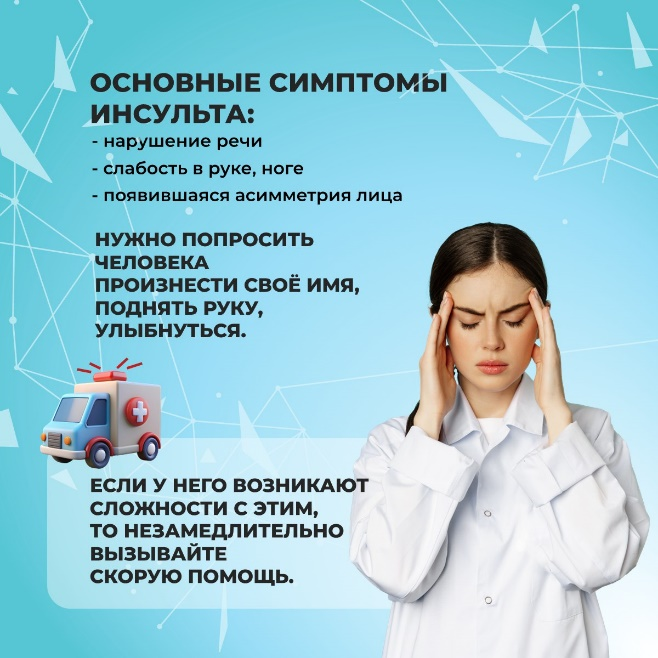 ОСНОВНЫЕ СИМПТОМЫ
ИНСУЛЬТА:
- нарушение речи
- слабость в руке, ноге
- появившаяся асимметрия лица
НУЖНО ПОПРОСИТЬ
ЧЕЛОВЕКА
ПРОИЗНЕСТИ СВОЁ ИМЯ,
ПОДНЯТЬ РУКУ,
УЛЫБНУТЬСЯ.
ЕСЛИ У НЕГО ВОЗНИКАЮТ
СЛОЖНОСТИ С ЭТИМ,
ТО НЕЗАМЕДЛИТЕЛЬНО
ВЫЗЫВАЙТЕ
СКОРУЮ ПОМОЩЬ.